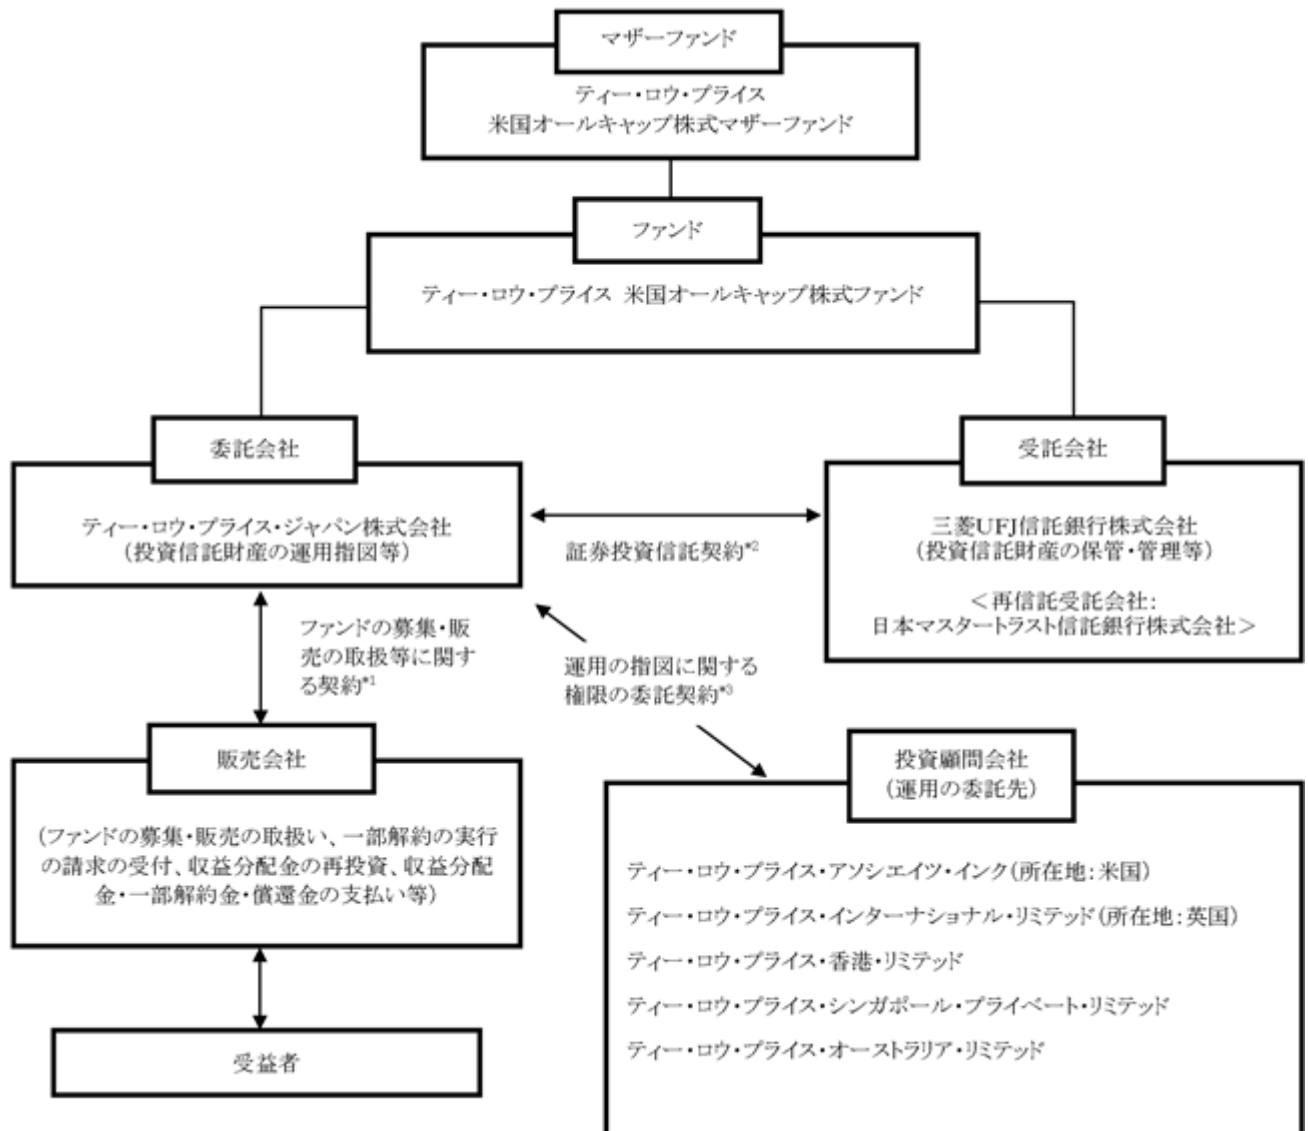 マザーファンド
ティー・ロウ・プライス
米国オールキャップ株式マザーファンド
ファンド
ティー・ロウ・プライス 米国オールキャップ株式ファンド
委託会社
ティー・ロウ・プライス・ジャパン株式会社
(投資信託財産の運用指図等)
証券投資信託契約*2
受託会社
三菱UFJ信託銀行株式会社
(投資信託財産の保管・管理等)
＜再信託受託会社:
日本マスタートラスト信託銀行株式会社＞
ファンドの募集・販
売の取扱等に関す
る契約*1
運用の指図に関する
権限の委託契約*3
販売会社
(ファンドの募集・販売の取扱い、一部解約の実行
の請求の受付、収益分配金の再投資、収益分配
金・一部解約金・償還金の支払い等)
受益者
投資顧問会社
(運用の委託先)
ティー・ロウ・プライス・アソシエイツ・インク(所在地:米国)
ティー・ロウ・プライス・インターナショナル・リミテッド(所在地:英国)
ティー・ロウ・プライス・香港・リミテッド
ティー・ロウ・プライス・シンガポール・プライベート・リミテッド
ティー・ロウ・プライス・オーストラリア・リミテッド